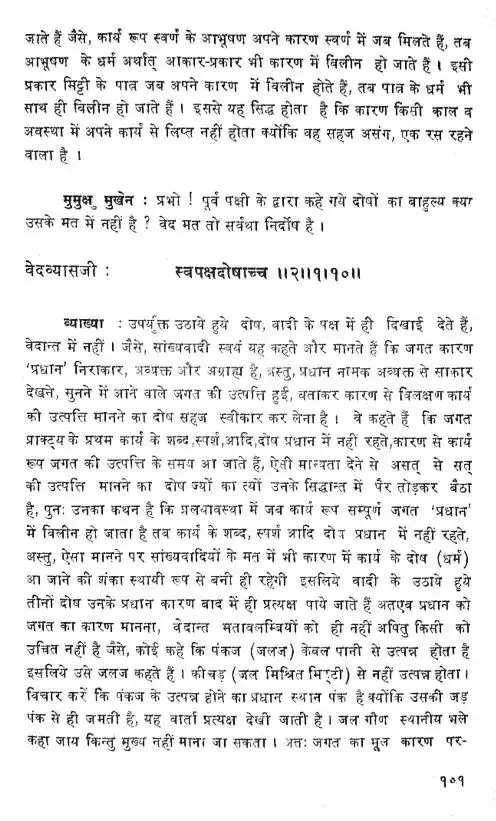 जाते हैं जैसे, कार्य रूप स्वर्ण के आभूषण अपने कारण स्वर्ण में जब मिलते हैं, तब
आभूषण के धर्म अर्थात् आकार-प्रकार भी कारण में विलीन हो जाते हैं । इसी
प्रकार मिट्टी के पात्र जब अपने कारण में विलीन होते हैं, तब पात्र के धर्म भी
साथ ही विलीन हो जाते हैं । इससे यह सिद्ध होता है कि कारण किसी काल व
अवस्था में अपने कार्य से लिप्त नहीं होता क्योंकि वह सहज असंग, एक रस रहने
वाला है ।
मुमुक्षु मुखेन : प्रभो ! पूर्व पक्षी के द्वारा कहे गये दोषों का बाहुल्य क्या
उसके मत में नहीं है ? वेद मत तो सर्वथा निर्दोष है ।
वेदव्यासजी : स्वपक्षदोषाच्च ॥२॥१॥१०॥
व्याख्या : उपर्युक्त उठाये हुये दोष, वादी के पक्ष में ही दिखाई देते हैं,
वेदान्त में नहीं । जैसे, सांख्यवादी स्वयं यह कहते और मानते हैं कि जगत कारण
'प्रधान' निराकार, अव्यक्त और अग्राह्य है, अस्तु, प्रधान नामक अव्यक्त से साकार
देखने, सुनने में आने वाले जगत की उत्पत्ति हुई, बताकर कारण से विलक्षण कार्य
की उत्पत्ति मानने का दोष सहज स्वीकार कर लेना है । वे कहते हैं कि जगत
प्राक्ट्य के प्रथम कार्य के शब्द,स्पर्श,आदि,दोष प्रधान में नहीं रहते,कारण से कार्य
रूप जगत की उत्पत्ति के समय आ जाते हैं, ऐसी मान्यता देने से असत् से सत्
की उत्पत्ति मानने का दोष ज्यों का त्यों उनके सिद्धान्त में पैर तोड़कर बैठा
है, पुनः उनका कथन है कि प्रलयावस्था में जब कार्य रूप सम्पूर्ण जगत 'प्रधान'
में विलीन हो जाता है तब कार्य के शब्द, स्पर्श आदि दोष प्रधान में नहीं रहते,
अस्तु, ऐसा मानने पर सांख्यवादियों के मत में भी कारण में कार्य के दोष (धर्म)
आ जाने की शंका स्थायी रूप से बनी ही रहेगी इसलिये वादी के उठाये हुये
तीनों दोष उनके प्रधान कारण बाद में ही प्रत्यक्ष पाये जाते हैं अतएव प्रधान को
जगत का कारण मानना, वेदान्त मतावलम्बियों को ही नहीं अपितु किसी को
उचित नहीं है जैसे, कोई कहे कि पंकज (जलज) केवल पानी से उत्पन्न होता है
इसलिये उसे जलज कहते हैं । कीचड़ (जल मिश्रित मिट्टी) से नहीं उत्पन्न होता ।
विचार करें कि पंकज के उत्पन्न होने का प्रधान स्थान पंक है क्योंकि उसकी जड़
पंक से ही जमती है, यह वार्ता प्रत्यक्ष देखी जाती है । जल गौण स्थानीय भले
कहा जाय किन्तु मुख्य नहीं माना जा सकता । अतः जगत का मूल कारण पर-
१०१